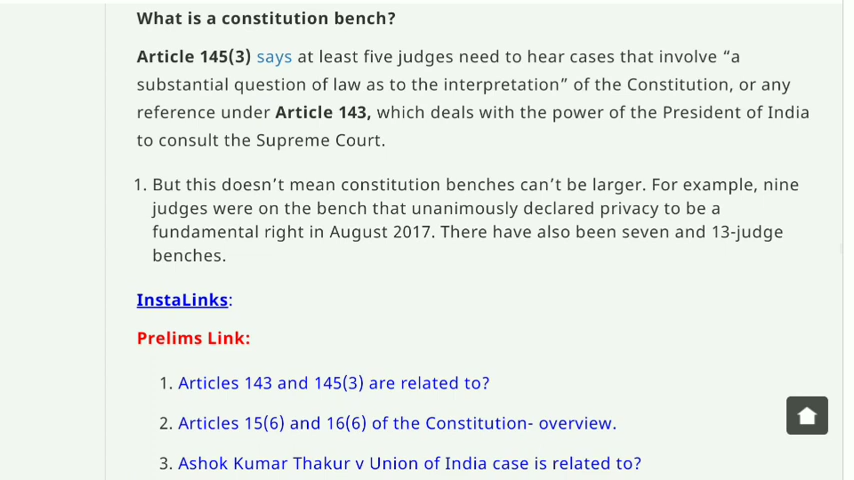 What is a constitution bench?
Article 145(3) says at least five judges need to hear cases that involve “a
substantial question of law as to the interpretation” of the Constitution, or any
reference under Article 143, which deals with the power of the President of India
to consult the Supreme Court.
1. But this doesn’t mean constitution benches can’t be larger. For example, nine
judges were on the bench that unanimously declared privacy to be a
fundamental right in August 2017. There have also been seven and 13-judge
benches.
InstaLinks:
Prelims Link:
1. Articles 143 and 145(3) are related to?
2. Articles 15(6) and 16(6) of the Constitution- overview.
3. Ashok Kumar Thakur v Union of India case is related to?